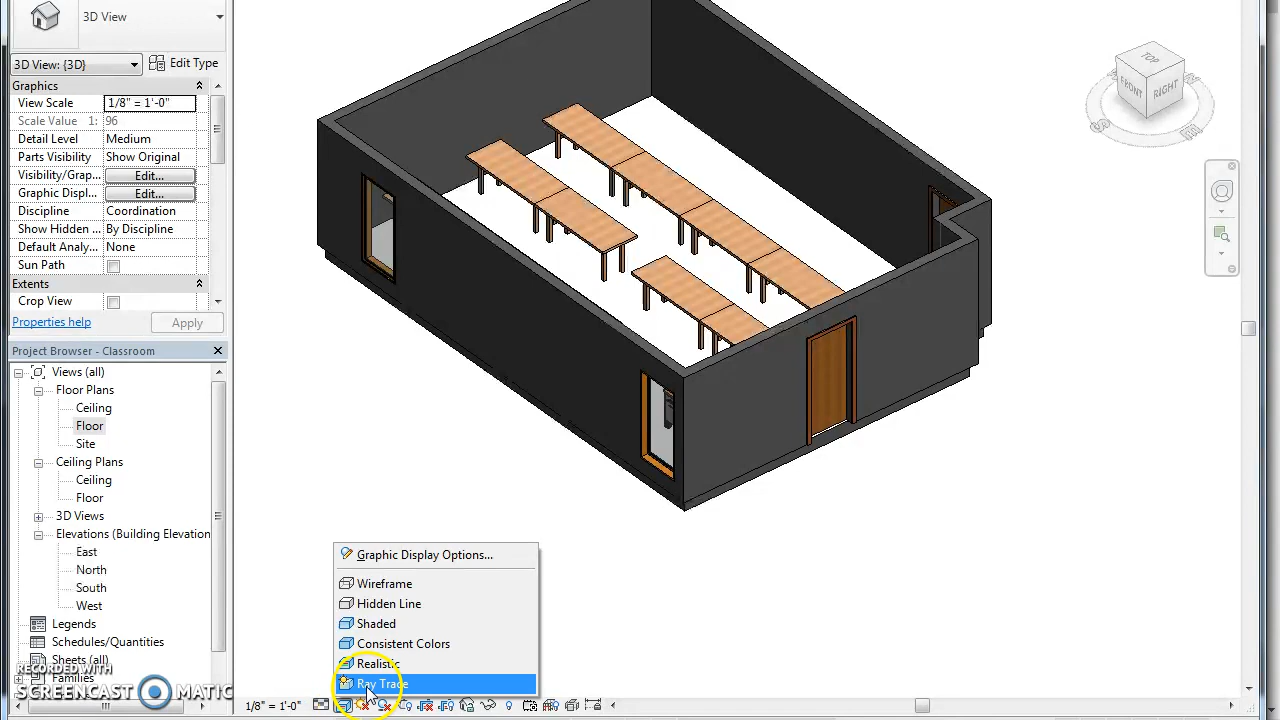 3D View
3D View: {3D}
Edit Type
Graphics
View Scale
1/8" = 1'-0"
Scale Value 1:
96
Detail Level
Medium
Parts Visibility
Show Original
Visibility/Grap...
Edit...
Graphic Displ...
Edit...
Discipline
Coordination
Show Hidden ...
By Discipline
Default Analy...
None
Sun Path
Extents
Crop View
Properties help
Apply
Project Browser - Classroom
Views (all)
Floor Plans
Ceiling
Floor
Site
Ceiling Plans
Ceiling
Floor
3D Views
Elevations (Building Elevation
East
North
South
West
Legends
Schedules/Quantities
Sheets (all)
Families
RECORDED WITH
SCREENCAST MATIC
TOP
FRONT
RIGHT
Graphic Display Options...
Wireframe
Hidden Line
Shaded
Consistent Colors
Realistic
Ray Trace
1/8" = 1'-0"